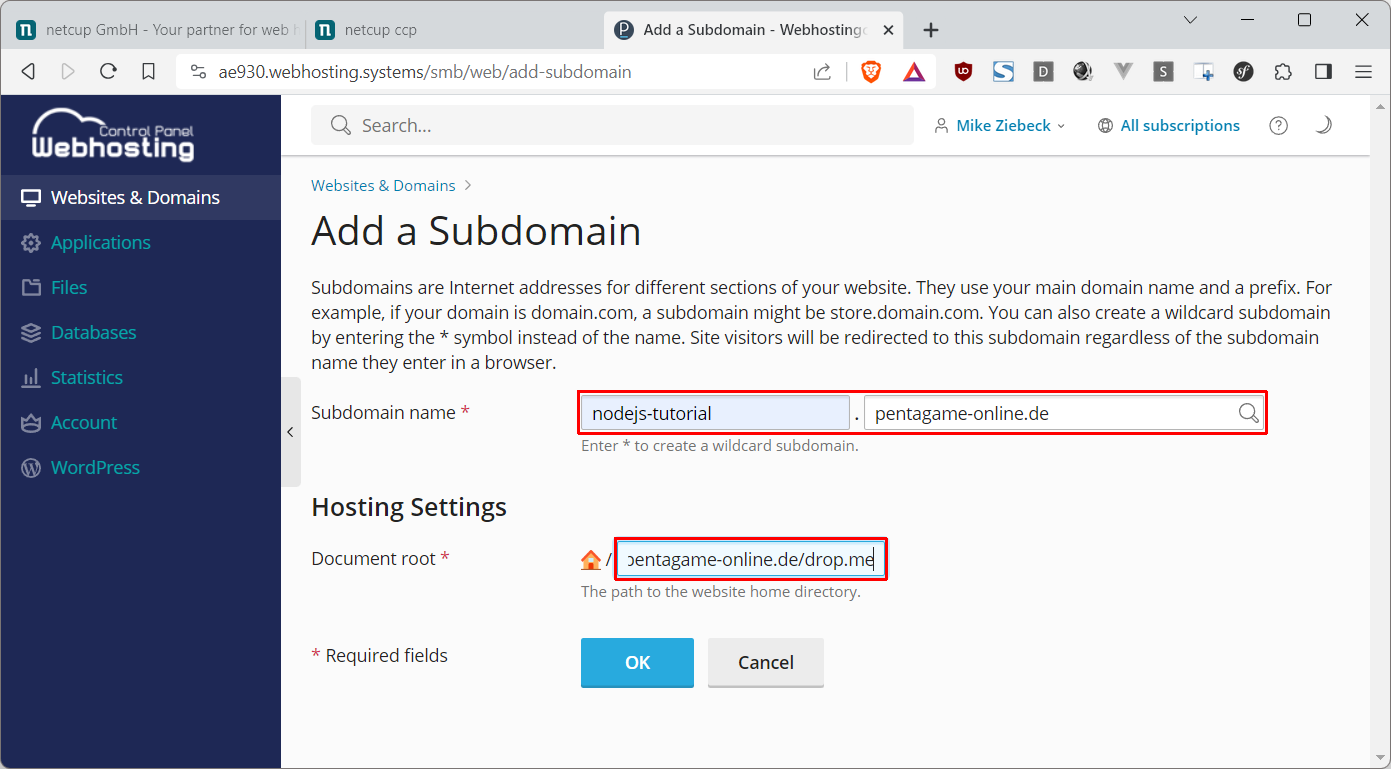 netcup GmbH - Your partner for web h
netcup ccp
Add a Subdomain - Webhosting
ae930.webhosting.systems/smb/web/add-subdomain
Control Panel
Webhosting
Search...
Mike Ziebeck
All subscriptions
Websites & Domains
Applications
Files
Databases
Statistics
Account
WordPress
Websites & Domains
Add a Subdomain
Subdomains are Internet addresses for different sections of your website. They use your main domain name and a prefix. For
example, if your domain is domain.com, a subdomain might be store.domain.com. You can also create a wildcard subdomain
by entering the * symbol instead of the name. Site visitors will be redirected to this subdomain regardless of the subdomain
name they enter in a browser.
Subdomain name * nodejs-tutorial . pentagame-online.de
Enter * to create a wildcard subdomain.
Hosting Settings
Document root * / pentagame-online.de/drop.me
The path to the website home directory.
* Required fields
OK
Cancel